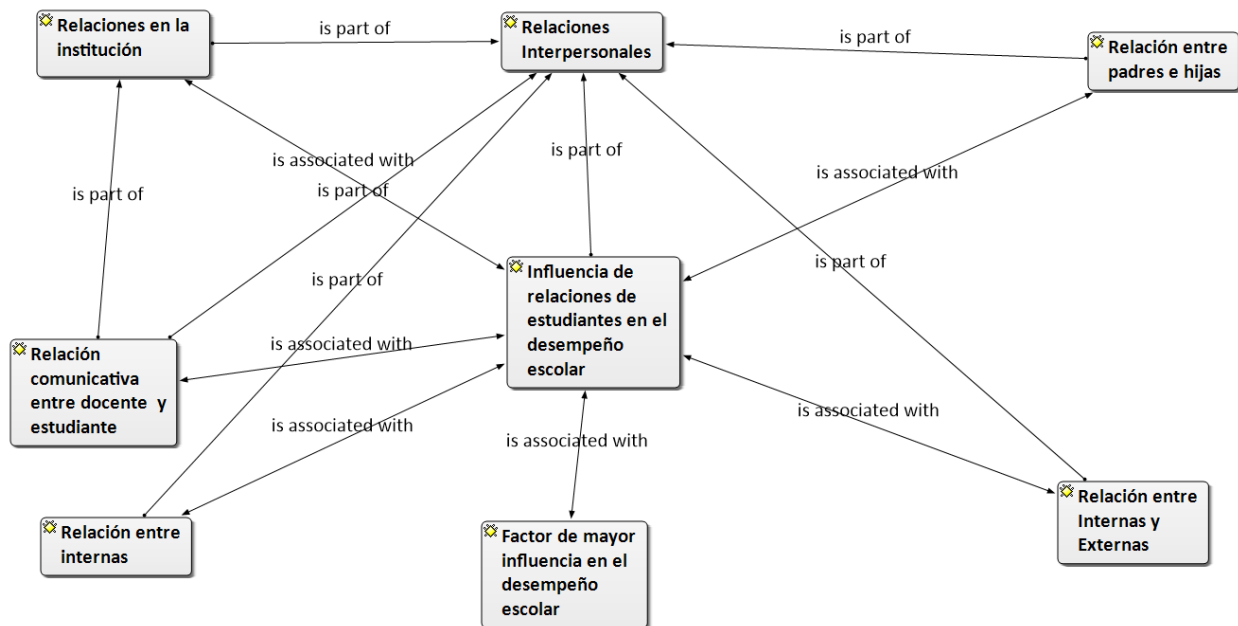 Relaciones en la
institución
is part of
Relaciones
Interpersonales
is part of
Relación entre
padres e hijas
is associated with
is part of
is part of
is associated with
is part of
is part of
is part of
Influencia de
relaciones de
estudiantes en el
desempeño
escolar
Relación
comunicativa
entre docente y
estudiante
is associated with
is associated with
is associated with
is associated with
Relación entre
internas
Factor de mayor
influencia en el
desempeño
escolar
Relación entre
Internas y
Externas